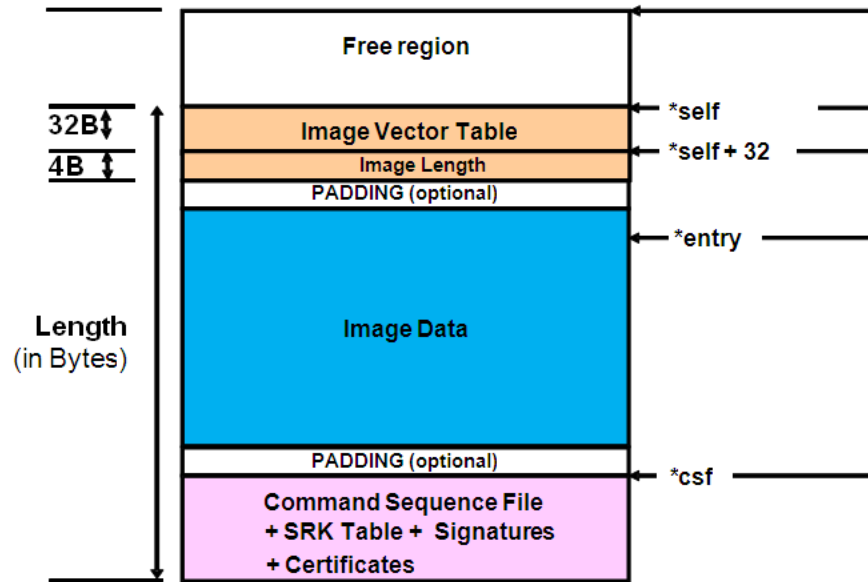 Free region
*self
32B
Image Vector Table
*self + 32
4B
Image Length
PADDING (optional)
*entry
Length
(in Bytes)
Image Data
PADDING (optional)
*csf
Command Sequence File
+ SRK Table + Signatures
+ Certificates